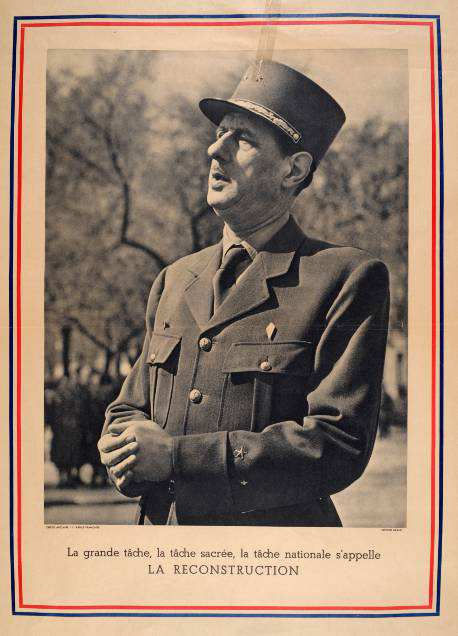 La grande tâche, la tâche sacrée, la tâche nationale s'appelle
LA RECONSTRUCTION